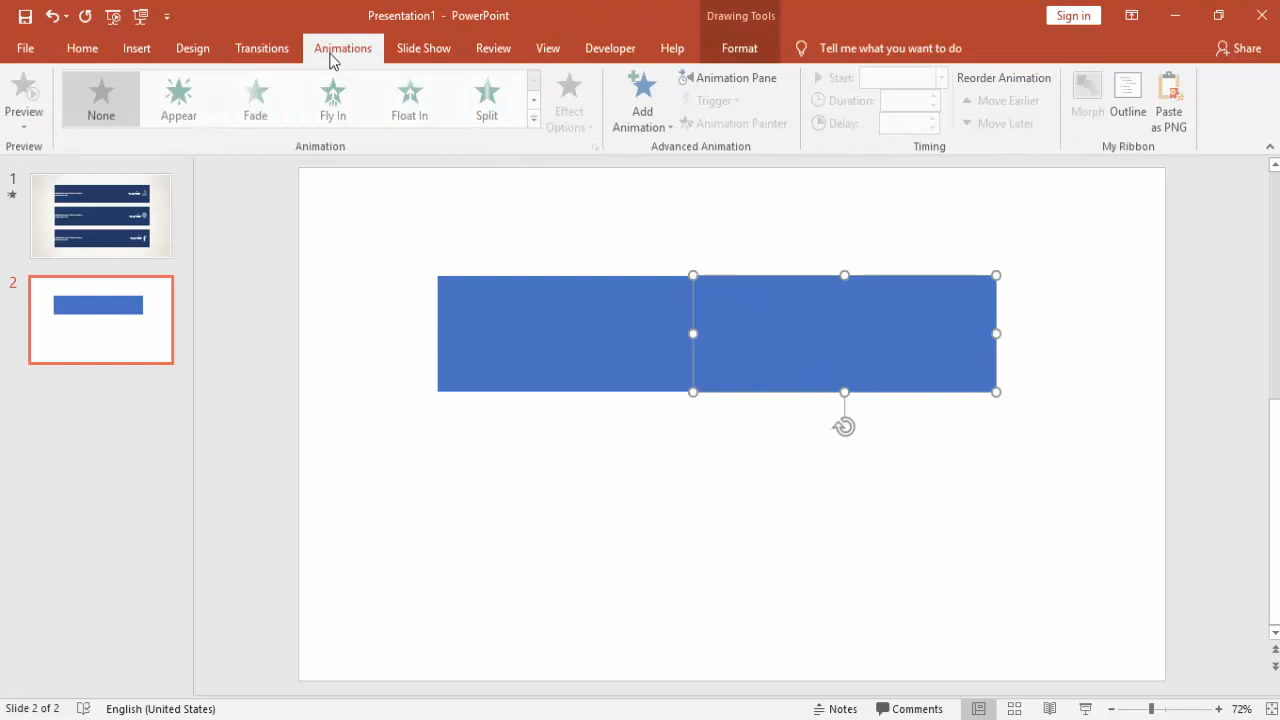 Presentation1 - PowerPoint
Drawing Tools
Sign in
File Home Insert Design Transitions Animations Slide Show Review View Developer Help Format Tell me what you want to do Share
Preview
None
Appear
Fade
Fly In
Float In
Split
Effect
Options
Add
Animation
Animation Pane
Trigger
Animation Painter
Start:
Duration:
Delay:
Reorder Animation
Move Earlier
Move Later
Morph
Outline
Paste
as PNG
Preview
Animation
Advanced Animation
Timing
My Ribbon
1
2
Slide 2 of 2
English (United States)
Notes
Comments
72%